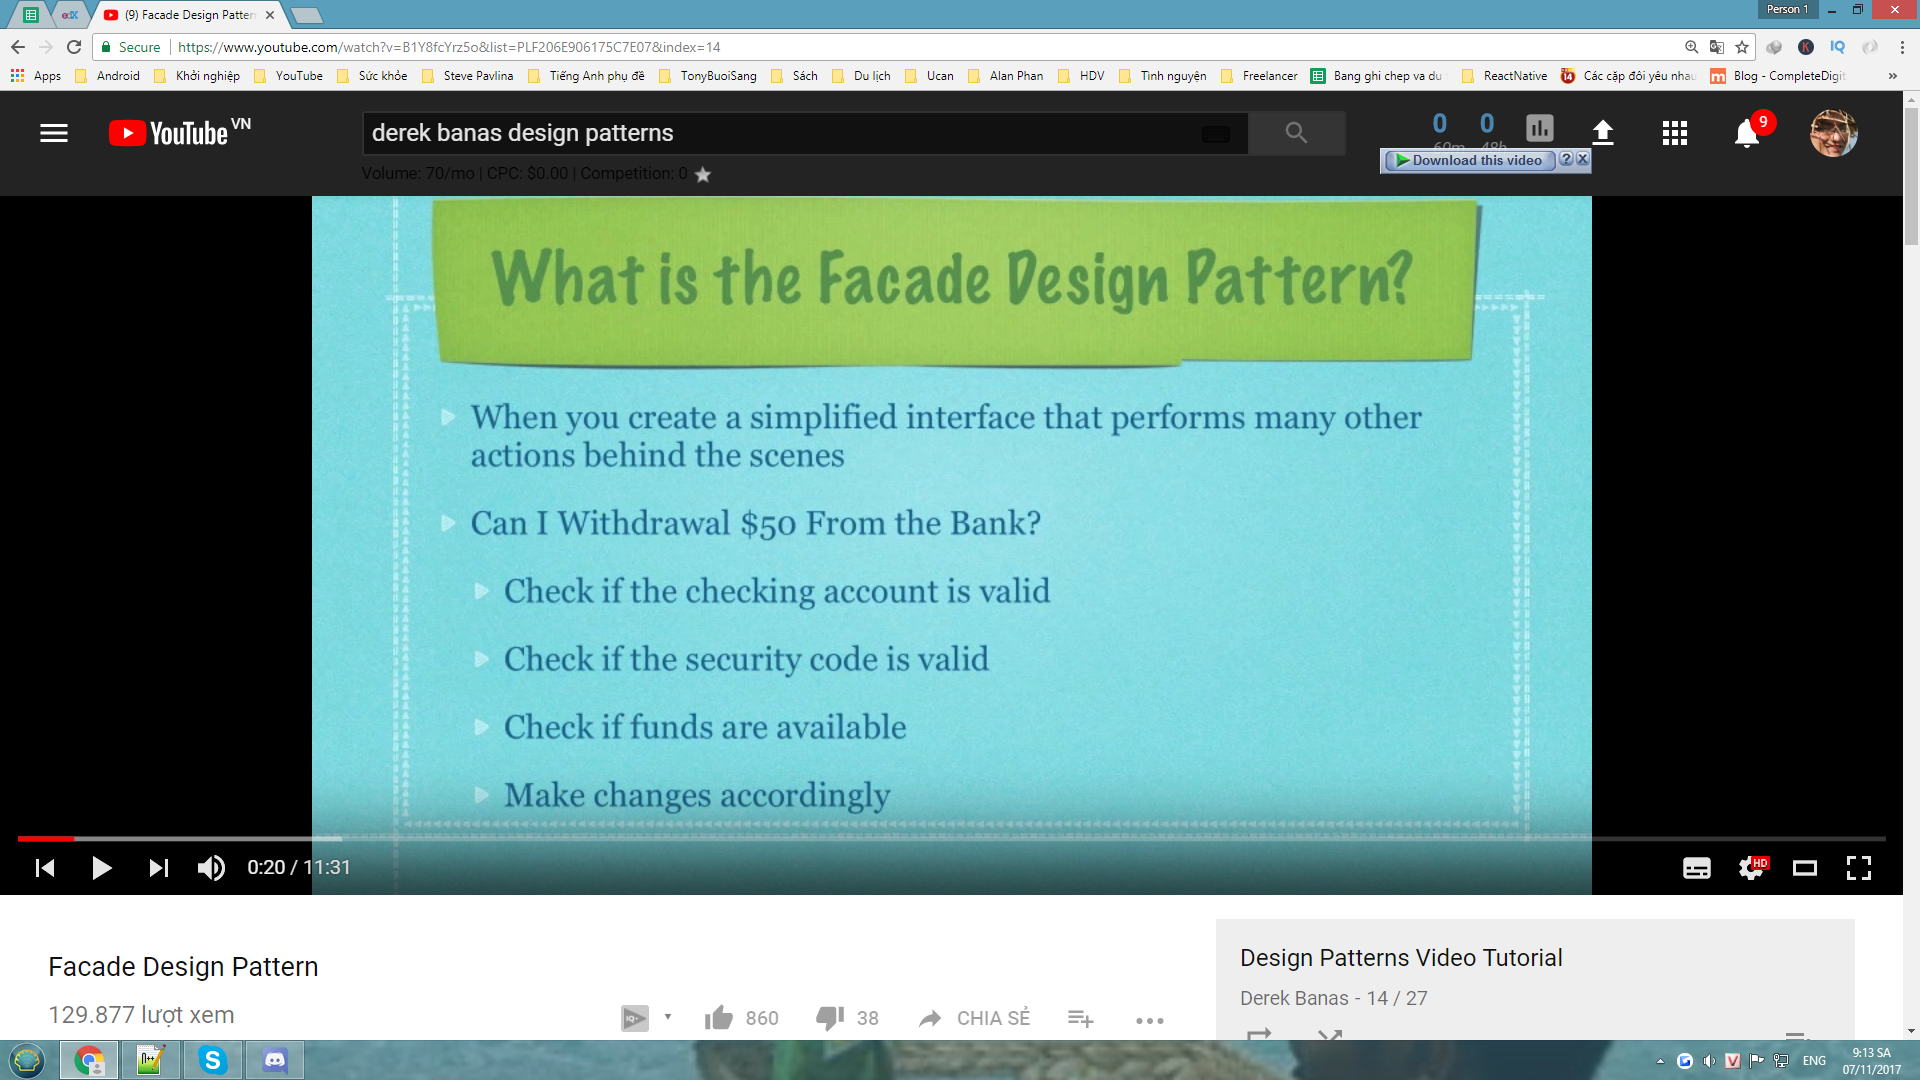 (9) Facade Design Patter
Person 1
Secure
https://www.youtube.com/watch?v=B1Y8fcYrz5o&list=PLF206E906175C7E07&index=14
Apps
Android
Khởi nghiệp
YouTube
Sức khỏe
Steve Pavlina
Tiếng Anh phụ đề
TonyBuoiSang
Sách
Du lịch
Ucan
Alan Phan
HDV
Tình nguyện
Freelancer
Bang ghi chep va du
ReactNative
Các cặp đôi yêu nhau
Blog - CompleteDigit
YouTube VN
derek banas design patterns
0 0
60m 48h
9
Download this video
Volume: 70/mo | CPC: $0.00 | Competition: 0
What is the Facade Design Pattern?
When you create a simplified interface that performs many other
actions behind the scenes
Can I Withdrawal $50 From the Bank?
Check if the checking account is valid
Check if the security code is valid
Check if funds are available
Make changes accordingly
0:20 / 11:31
HD
Facade Design Pattern
129.877 lượt xem
860
38
CHIA SẺ
Design Patterns Video Tutorial
Derek Banas - 14 / 27
ENG
9:13 SA
07/11/2017